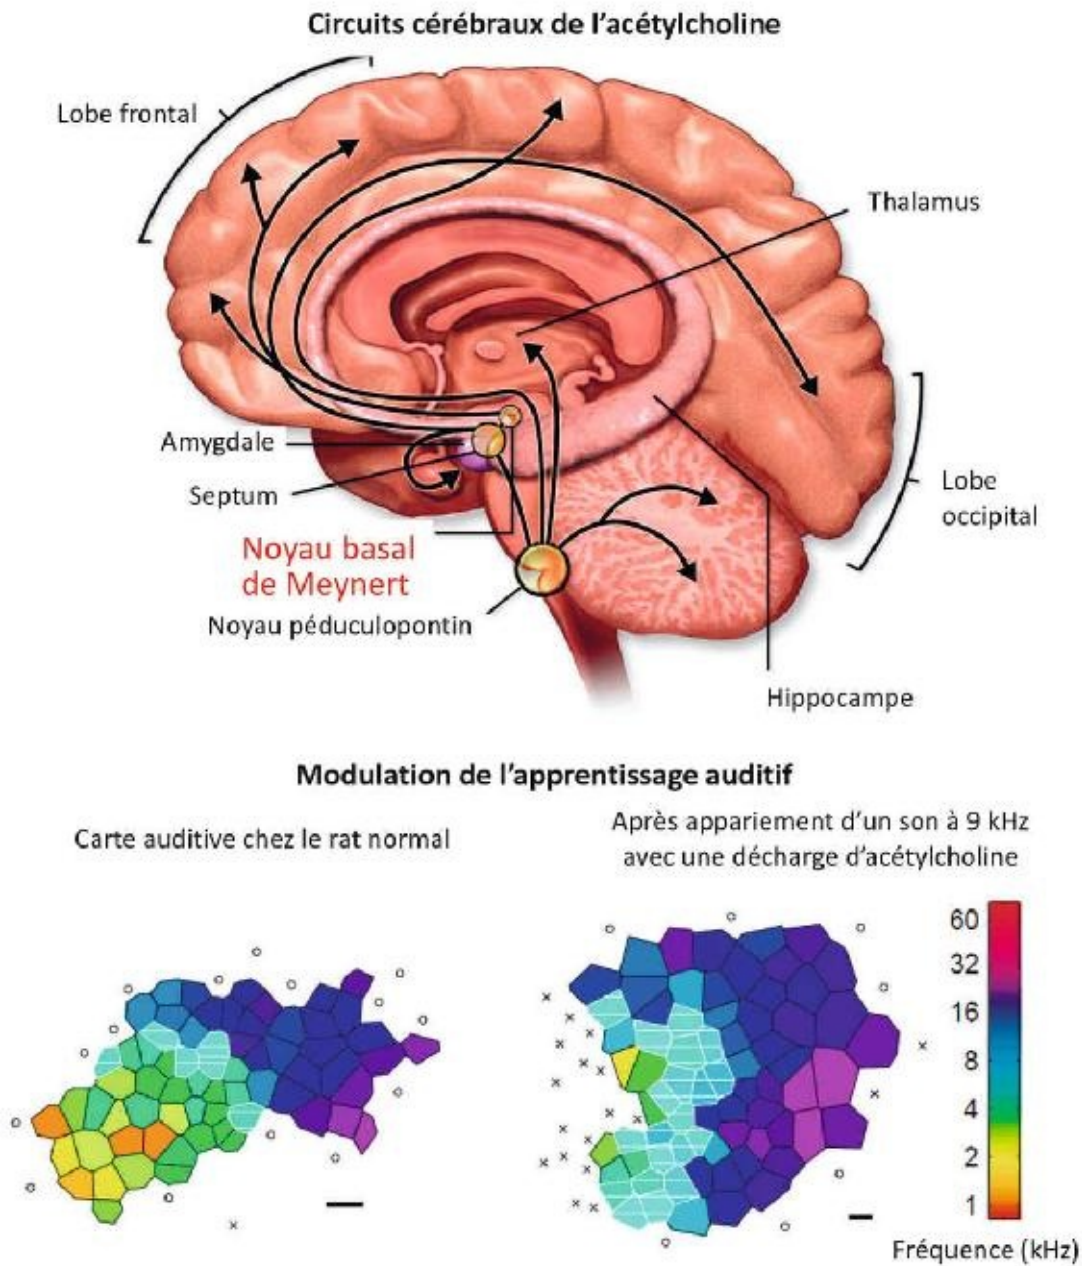 Circuits cérébraux de l'acétylcholine
Lobe frontal
Thalamus
Amygdale
Septum
Noyau basal
de Meynert
Noyau péduculopontin
Lobe
occipital
Hippocampe
Modulation de l'apprentissage auditif
Carte auditive chez le rat normal
Après appariement d'un son à 9 kHz
avec une décharge d'acétylcholine
60
32
16
8
4
2
1
Fréquence (kHz)